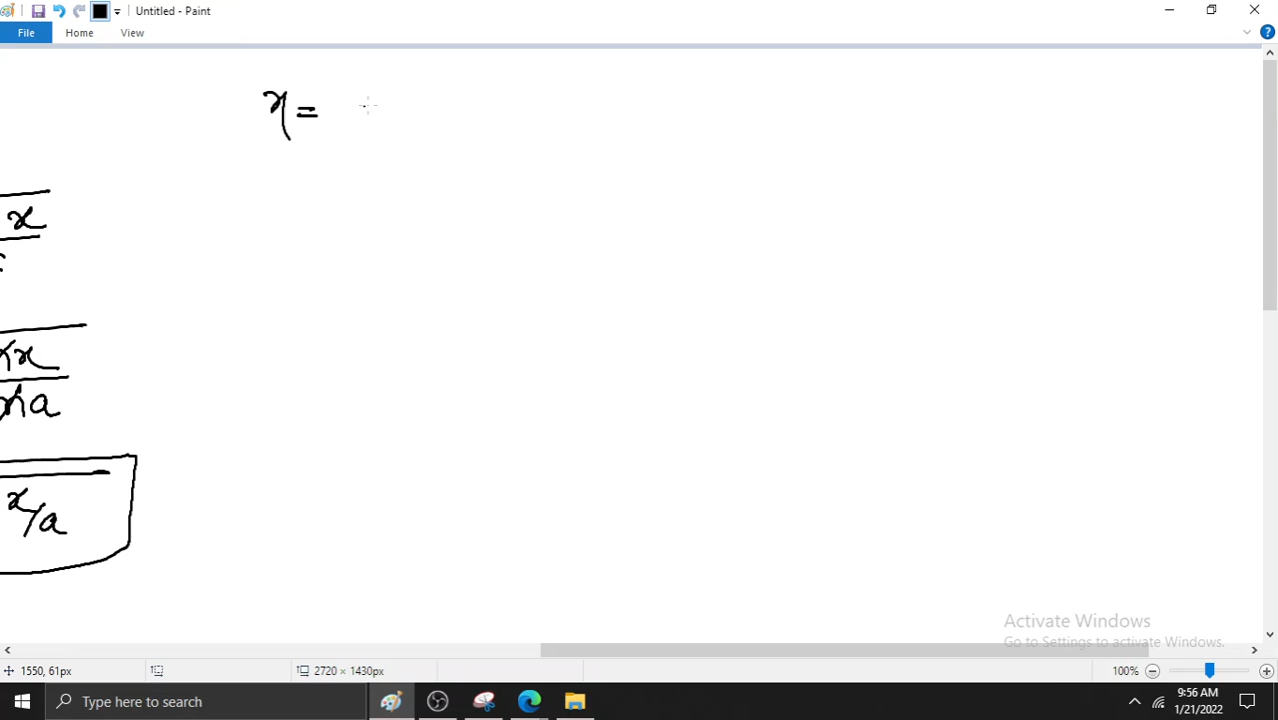 Untitled - Paint
File Home View
η =
x
x
a
x/a
Activate Windows
Go to Settings to activate Windows.
1550, 61px
2720 × 1430px
100%
Type here to search
9:56 AM
1/21/2022